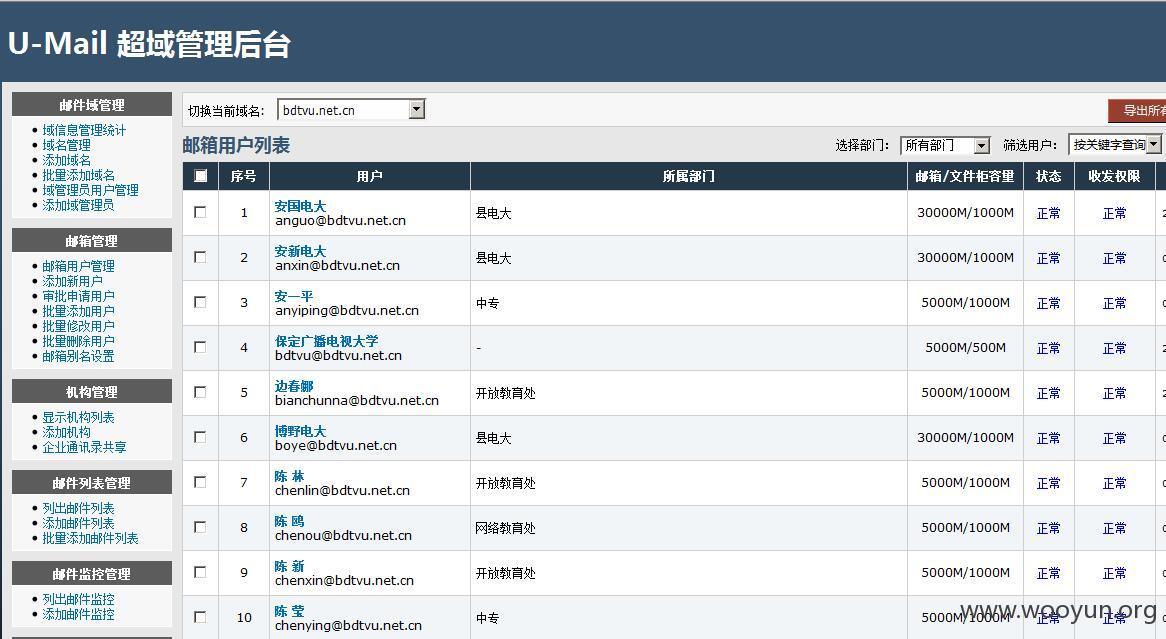 U-Mail 超域管理后台
邮件域管理
域信息管理统计
域名管理
添加域名
批量添加域名
域管理员用户管理
添加域管理员
邮箱管理
邮箱用户管理
添加新用户
审批申请用户
批量添加用户
批量修改用户
批量删除用户
邮箱别名设置
机构管理
显示机构列表
添加机构
企业通讯录共享
邮件列表管理
列出邮件列表
添加邮件列表
批量添加邮件列表
邮件监控管理
列出邮件监控
添加邮件监控
切换当前域名: bdtvu.net.cn 导出所有
邮箱用户列表 选择部门: 所有部门 筛选用户: 按关键字查询
序号 用户 所属部门 邮箱/文件柜容量 状态 收发权限
1 安国电大 anguo@bdtvu.net.cn 县电大 30000M/1000M 正常 正常
2 安新电大 anxin@bdtvu.net.cn 县电大 30000M/1000M 正常 正常
3 安一平 anyiping@bdtvu.net.cn 中专 5000M/1000M 正常 正常
4 保定广播电视大学 bdtvu@bdtvu.net.cn - 5000M/500M 正常 正常
5 边春娜 bianchunna@bdtvu.net.cn 开放教育处 5000M/1000M 正常 正常
6 博野电大 boye@bdtvu.net.cn 县电大 30000M/1000M 正常 正常
7 陈 林 chenlin@bdtvu.net.cn 开放教育处 5000M/1000M 正常 正常
8 陈 鸥 chenou@bdtvu.net.cn 网络教育处 5000M/1000M 正常 正常
9 陈 新 chenxin@bdtvu.net.cn 开放教育处 5000M/1000M 正常 正常
10 陈 莹 chenying@bdtvu.net.cn 中专 5000M/1000M 正常 正常
www.wooyun.org